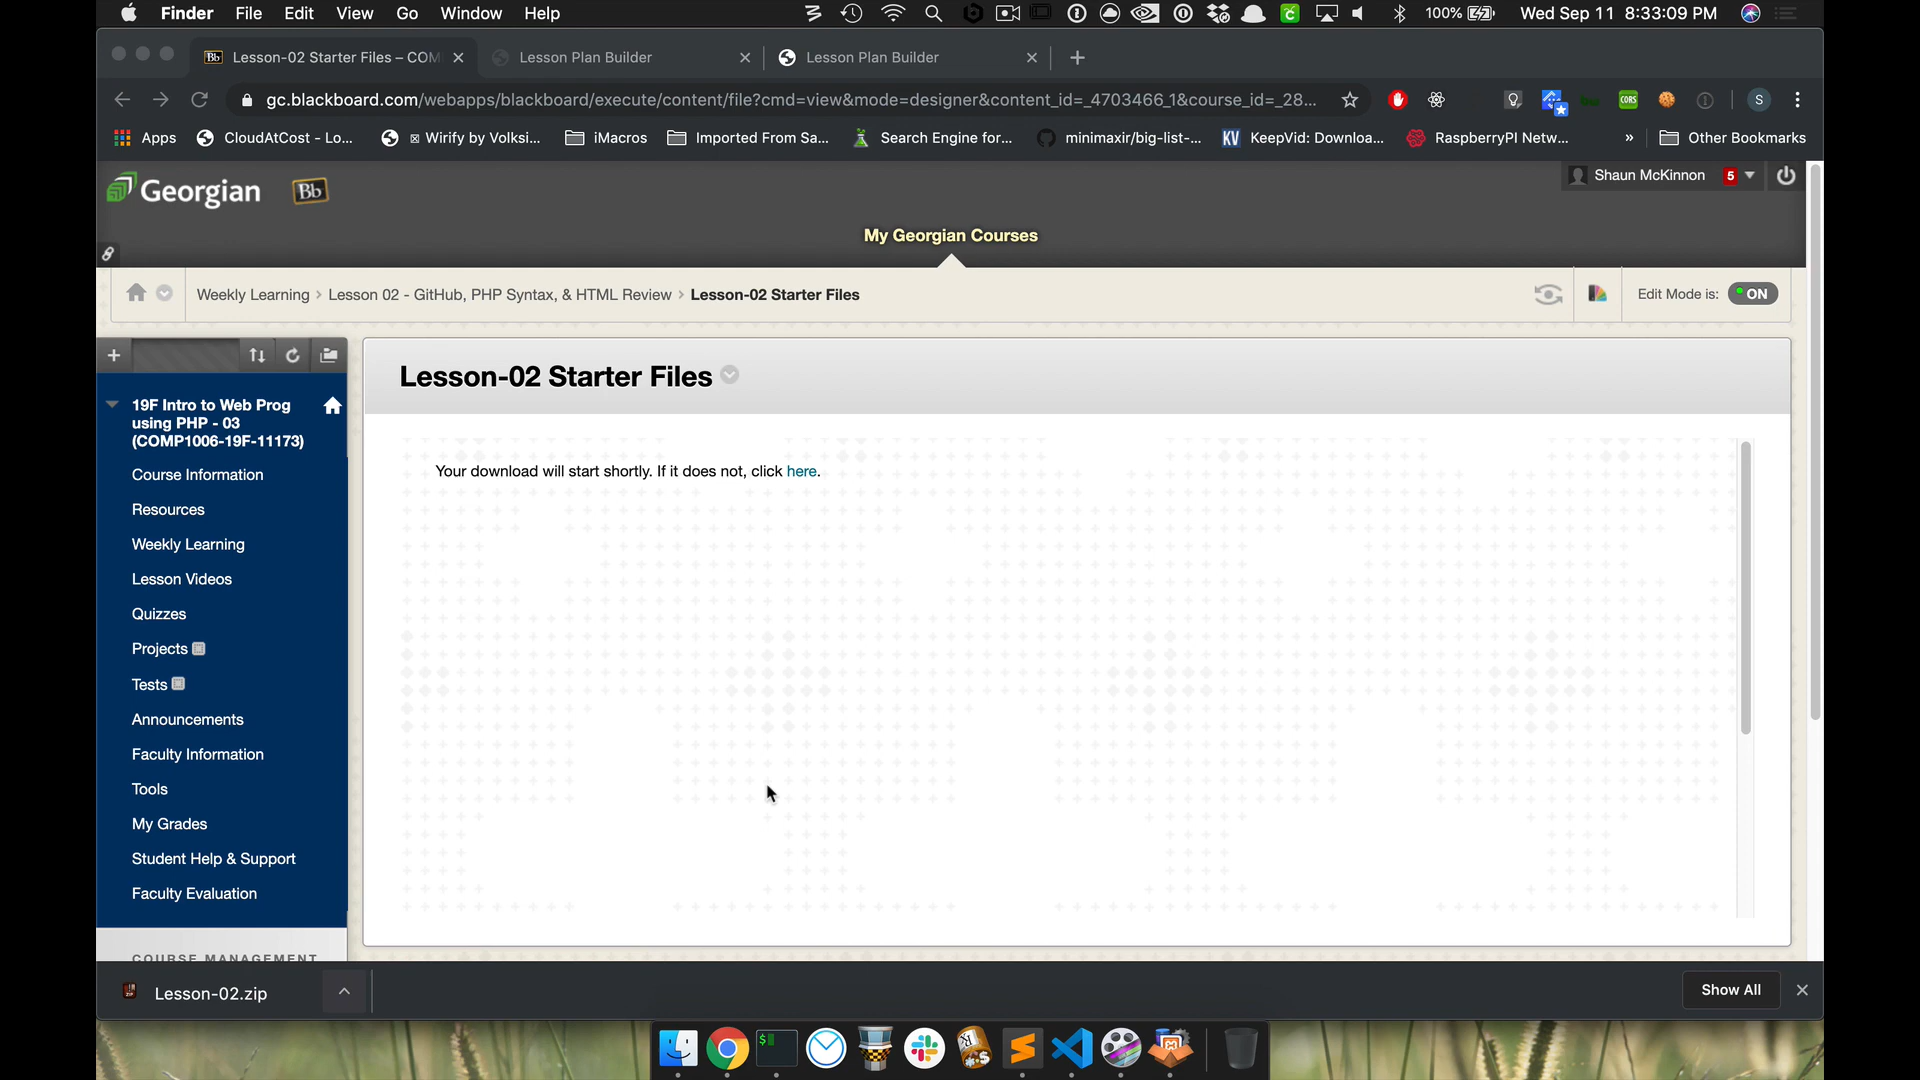 Finder File Edit View Go Window Help 100% Wed Sep 11 8:33:09 PM
Bb Lesson-02 Starter Files – COM Lesson Plan Builder Lesson Plan Builder
gc.blackboard.com/webapps/blackboard/execute/content/file?cmd=view&mode=designer&content_id=_4703466_1&course_id=_28... CORS S
Apps CloudAtCost - Lo... Wirify by Volksi... iMacros Imported From Sa... Search Engine for... minimaxir/big-list-... KV KeepVid: Downloa... RaspberryPI Netw... » Other Bookmarks
Georgian Bb Shaun McKinnon 5
My Georgian Courses
Weekly Learning > Lesson 02 - GitHub, PHP Syntax, & HTML Review > Lesson-02 Starter Files Edit Mode is: ON
Lesson-02 Starter Files
Your download will start shortly. If it does not, click here.
19F Intro to Web Prog
using PHP - 03
(COMP1006-19F-11173)
Course Information
Resources
Weekly Learning
Lesson Videos
Quizzes
Projects
Tests
Announcements
Faculty Information
Tools
My Grades
Student Help & Support
Faculty Evaluation
COURSE MANAGEMENT
Lesson-02.zip Show All